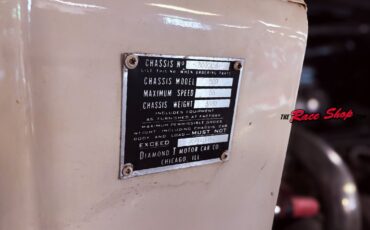 CHASSIS Nº
LIST THIS NO. WHEN ORDERING PARTS
CHASSIS MODEL
MAXIMUM SPEED
CHASSIS WEIGHT
INCLUDES EQUIPMENT
AS FURNISHED AT FACTORY
MAXIMUM PERMISSIBLE GROSS
WEIGHT INCLUDING CHASSIS CAB
BODY AND LOAD—MUST NOT
EXCEED
DIAMOND T MOTOR CAR CO
CHICAGO, ILL
THE Race Shop